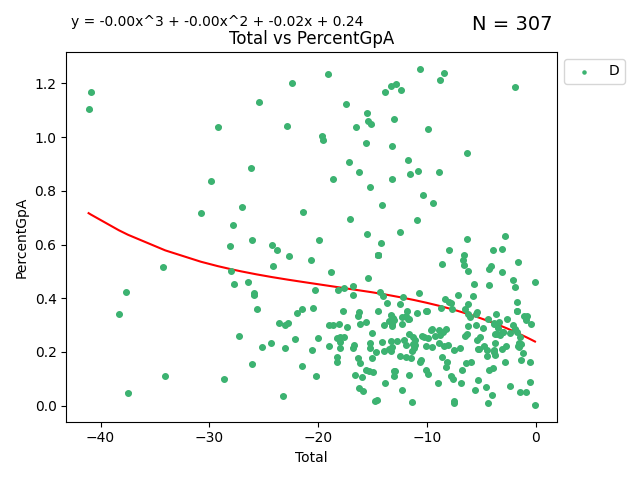 y = -0.00x^3 + -0.00x^2 + -0.02x + 0.24
N = 307
Total vs PercentGpA
D
PercentGpA
1.2
1.0
0.8
0.6
0.4
0.2
0.0
−40
−30
−20
−10
0
Total